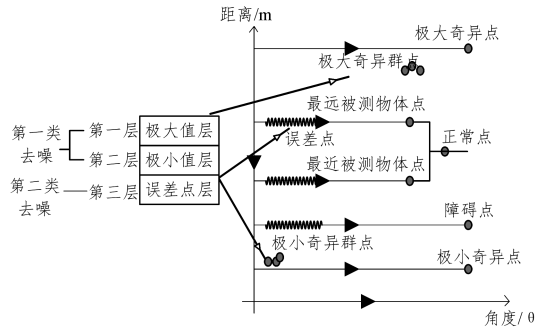 距离/m
极大奇异点
极大奇异群点
最远被测物体点
第一类
去噪
第一层
极大值层
误差点
正常点
第二层
极小值层
最近被测物体点
第二类
去噪
第三层
误差点层
障碍点
极小奇异群点
极小奇异点
角度/θ